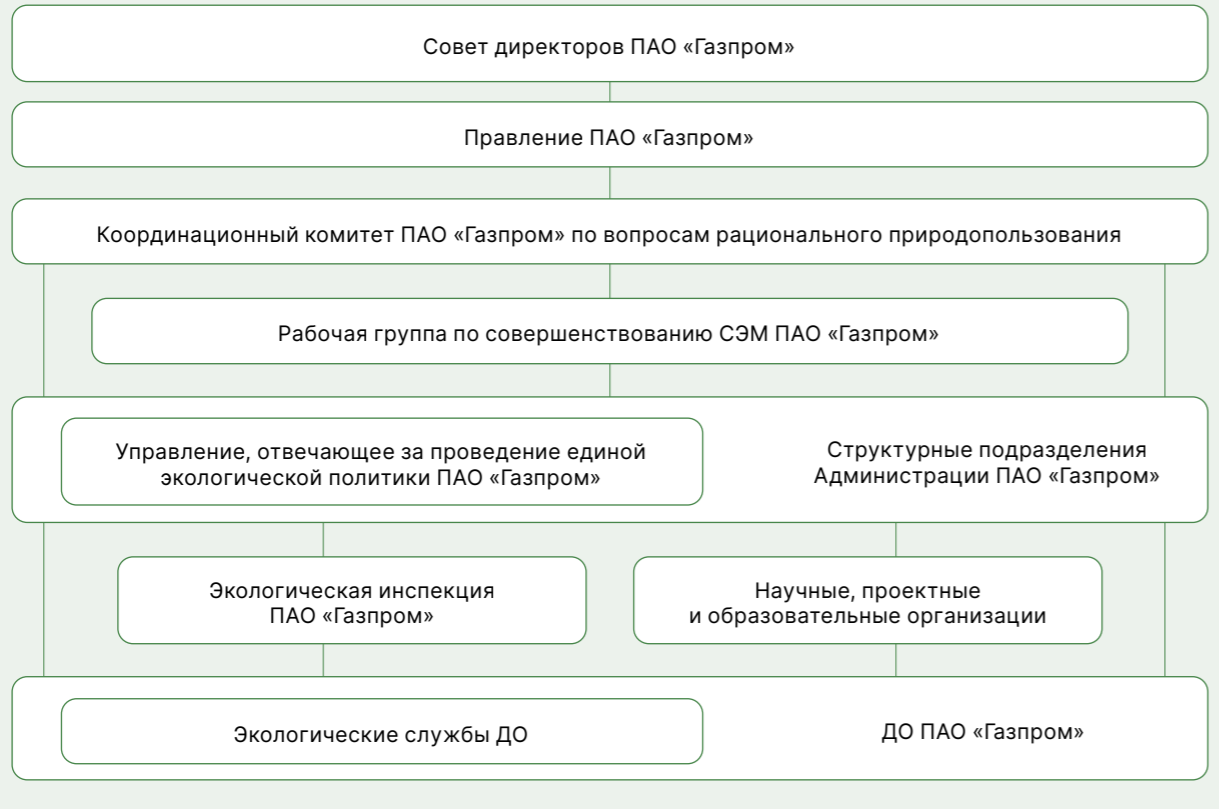 Совет директоров ПАО «Газпром»
Правление ПАО «Газпром»
Координационный комитет ПАО «Газпром» по вопросам рационального природопользования
Рабочая группа по совершенствованию СЭМ ПАО «Газпром»
Управление, отвечающее за проведение единой
экологической политики ПАО «Газпром»
Структурные подразделения
Администрации ПАО «Газпром»
Экологическая инспекция
ПАО «Газпром»
Научные, проектные
и образовательные организации
Экологические службы ДО
ДО ПАО «Газпром»